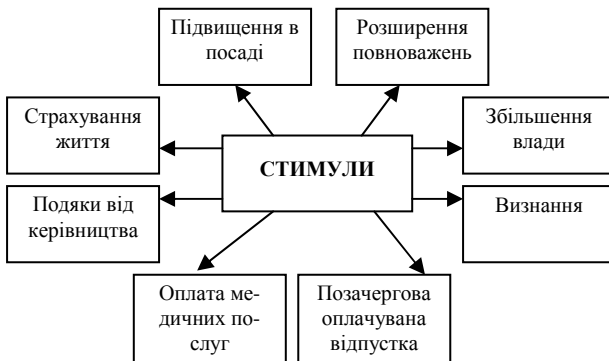 Підвищення в
посаді
Розширення
повноважень
Страхування
життя
Збільшення
влади
СТИМУЛИ
Подяки від
керівництва
Визнання
Оплата ме-
дичних по-
слуг
Позачергова
оплачувана
відпустка